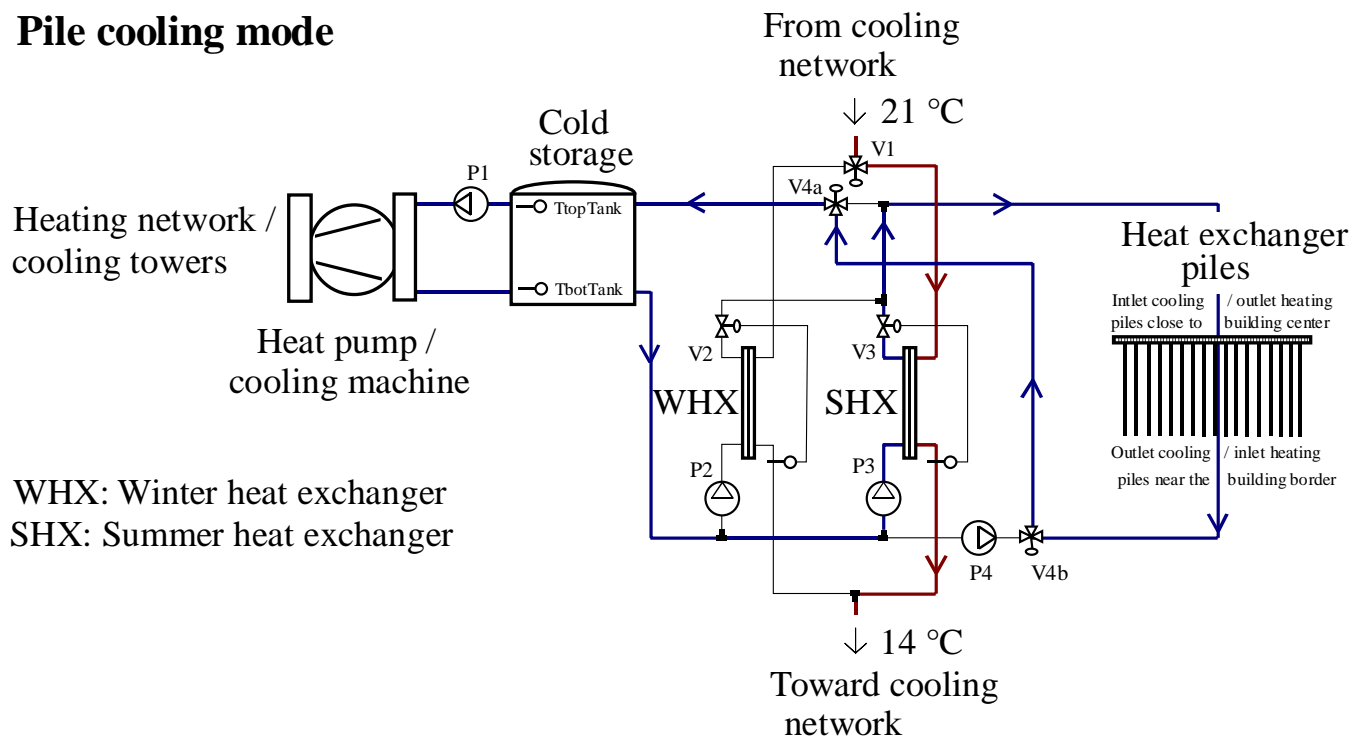 Pile cooling mode
From cooling
network
21 °C
Cold
storage
P1
V1
V4a
TtopTank
Heating network /
cooling towers
Heat exchanger
piles
TbotTank
Inlet cooling / outlet heating
piles close to building center
Heat pump /
cooling machine
V2
V3
WHX
SHX
Outlet cooling / inlet heating
piles near the building border
P2
P3
WHX: Winter heat exchanger
SHX: Summer heat exchanger
P4
V4b
14 °C
Toward cooling
network